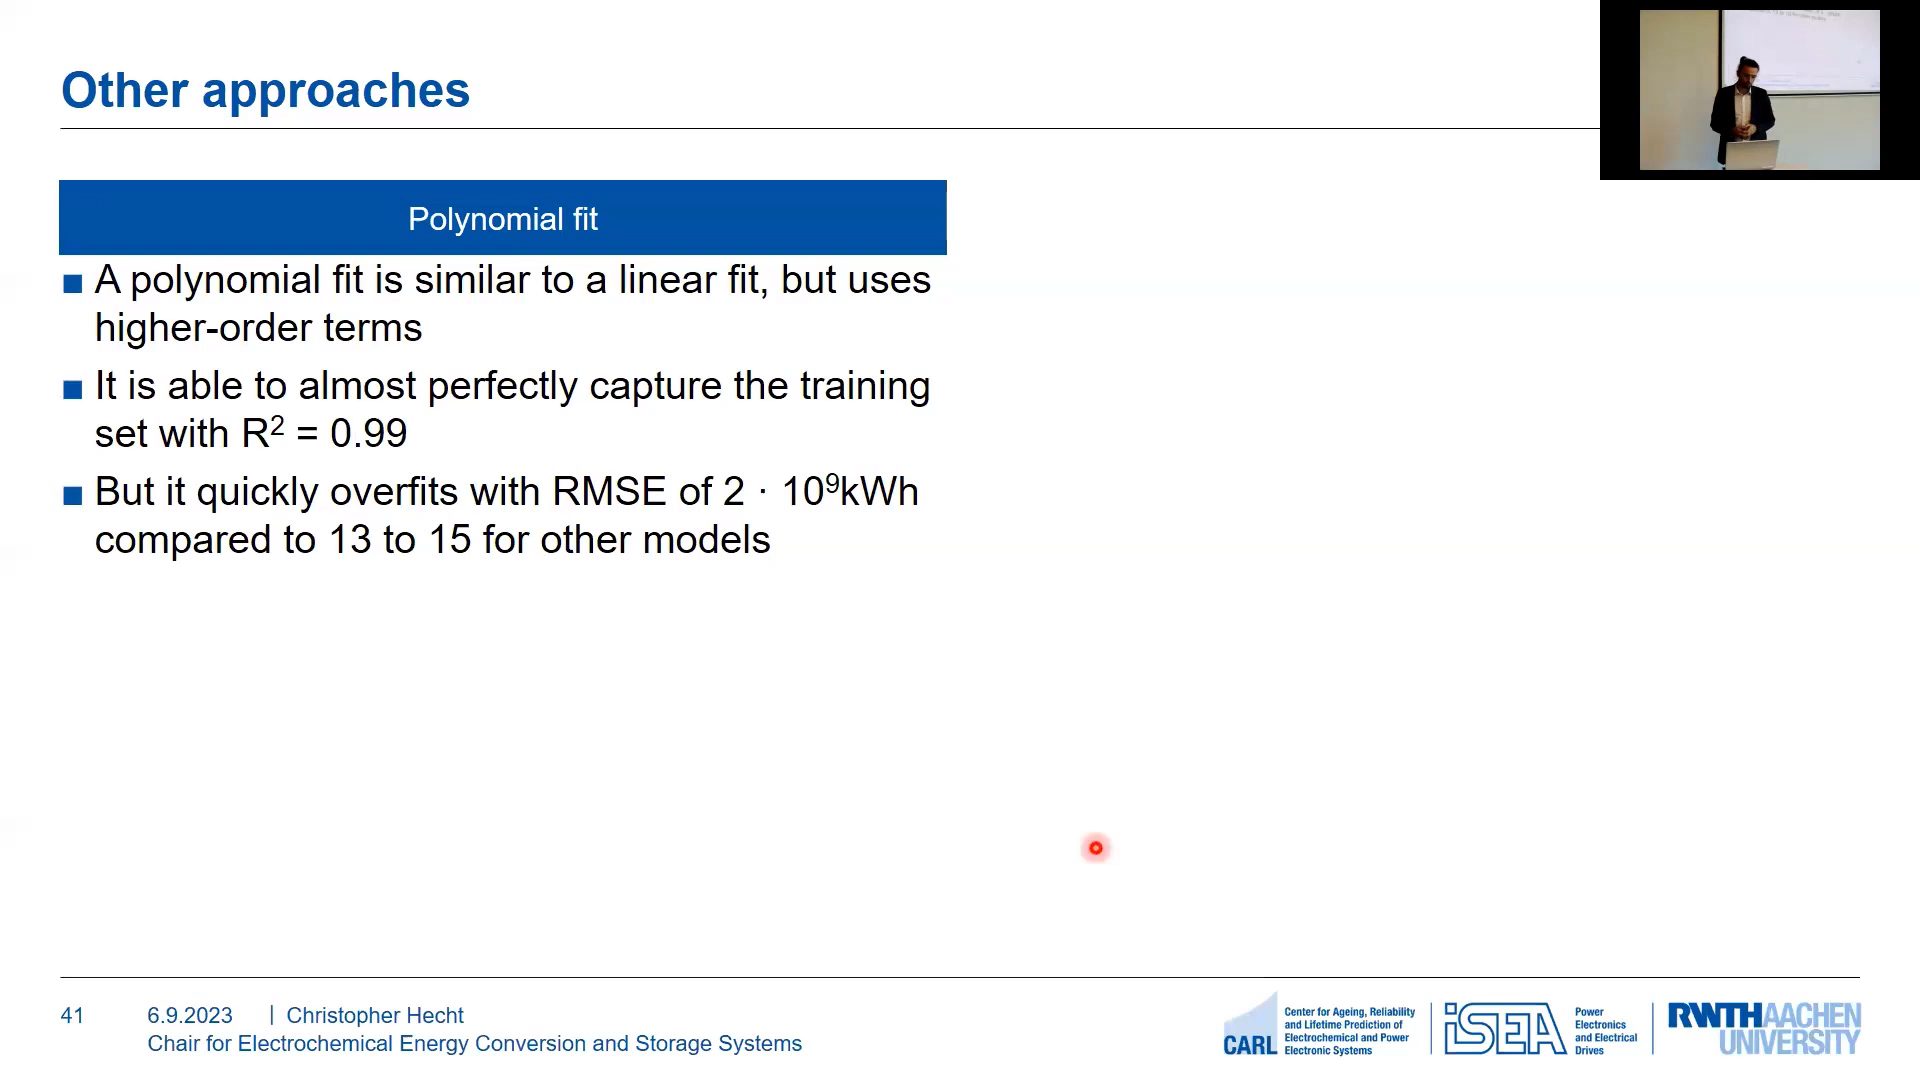 Other approaches
Polynomial fit
■ A polynomial fit is similar to a linear fit, but uses
higher-order terms
■ It is able to almost perfectly capture the training
set with R² = 0.99
■ But it quickly overfits with RMSE of 2 · 10⁹kWh
compared to 13 to 15 for other models
41 6.9.2023 | Christopher Hecht
Chair for Electrochemical Energy Conversion and Storage Systems
CARL
Center for Ageing, Reliability
and Lifetime Prediction of
Electrochemical and Power
Electronic Systems
iSEA
Power
Electronics
and Electrical
Drives
RWTHAACHEN
UNIVERSITY